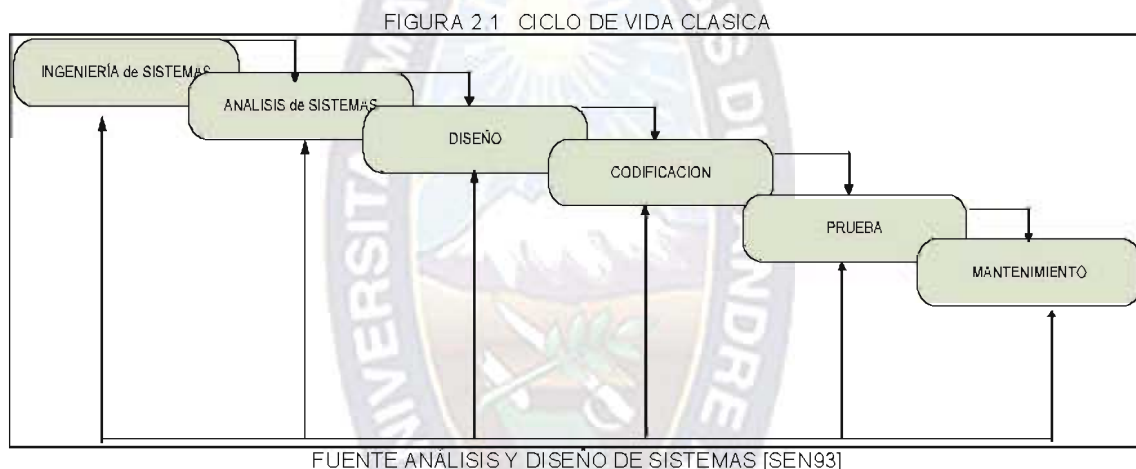 FIGURA 2.1 CICLO DE VIDA CLASICA
INGENIERÍA de SISTEMAS
ANALISIS de SISTEMAS
DISEÑO
CODIFICACION
PRUEBA
MANTENIMIENTO
FUENTE ANÁLISIS Y DISEÑO DE SISTEMAS [SEN93]